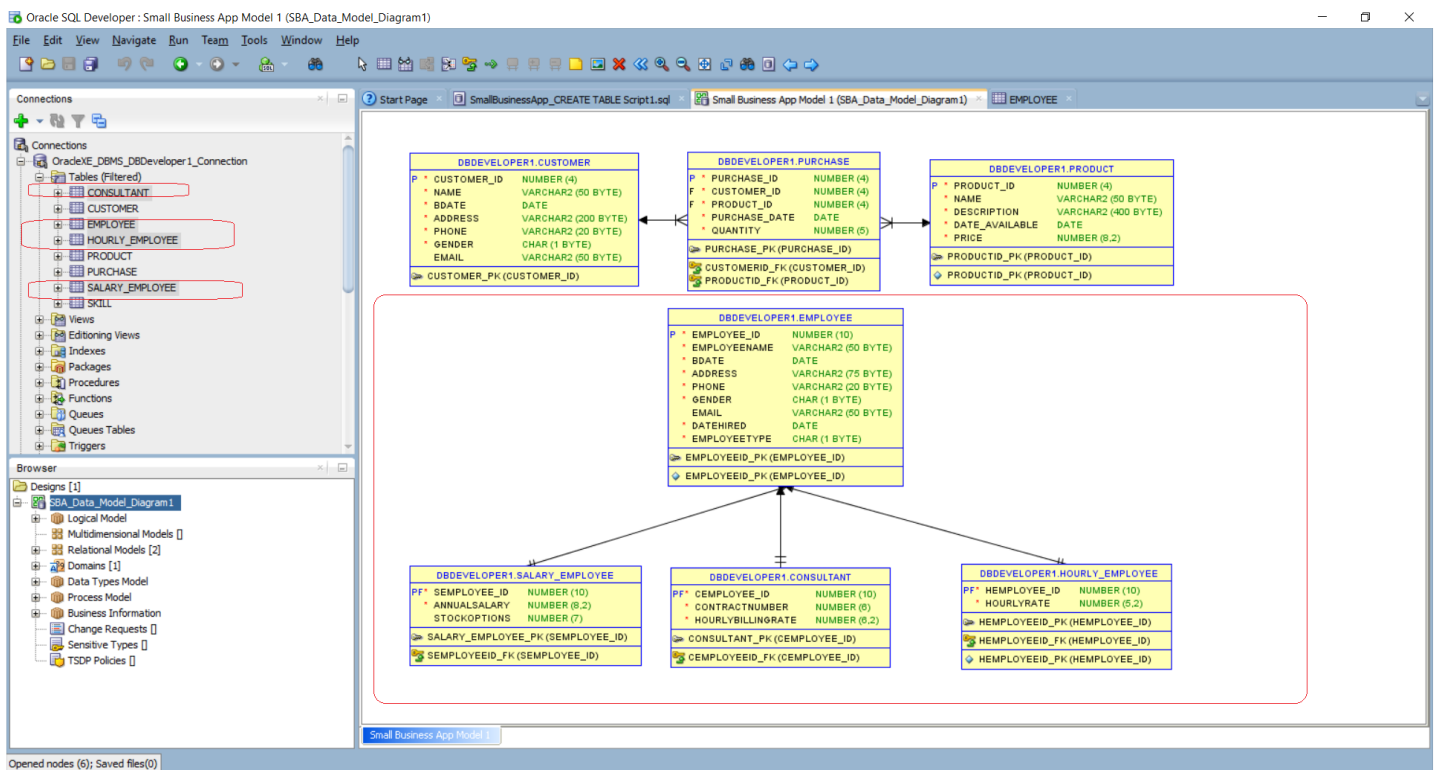 Oracle SQL Developer : Small Business App Model 1 (SBA_Data_Model_Diagram1)
File Edit View Navigate Run Team Tools Window Help
Connections
Connections
OracleXE_DBMS_DBDeveloper1_Connection
Tables (Filtered)
CONSULTANT
CUSTOMER
EMPLOYEE
HOURLY_EMPLOYEE
PRODUCT
PURCHASE
SALARY_EMPLOYEE
SKILL
Views
Editioning Views
Indexes
Packages
Procedures
Functions
Queues
Queues Tables
Triggers
Browser
Designs [1]
SBA_Data_Model_Diagram1
Logical Model
Multidimensional Models []
Relational Models [2]
Domains [1]
Data Types Model
Process Model
Business Information
Change Requests []
Sensitive Types []
TSDP Policies []
Start Page SmallBusinessApp_CREATE TABLE Script1.sql Small Business App Model 1 (SBA_Data_Model_Diagram1) EMPLOYEE
DBDEVELOPER1.CUSTOMER
P * CUSTOMER_ID NUMBER (4)
* NAME VARCHAR2 (50 BYTE)
* BDATE DATE
* ADDRESS VARCHAR2 (200 BYTE)
* PHONE VARCHAR2 (20 BYTE)
* GENDER CHAR (1 BYTE)
EMAIL VARCHAR2 (50 BYTE)
CUSTOMER_PK (CUSTOMER_ID)
DBDEVELOPER1.PURCHASE
P * PURCHASE_ID NUMBER (4)
F * CUSTOMER_ID NUMBER (4)
F * PRODUCT_ID NUMBER (4)
* PURCHASE_DATE DATE
* QUANTITY NUMBER (5)
PURCHASE_PK (PURCHASE_ID)
CUSTOMERID_FK (CUSTOMER_ID)
PRODUCTID_FK (PRODUCT_ID)
DBDEVELOPER1.PRODUCT
P * PRODUCT_ID NUMBER (4)
* NAME VARCHAR2 (50 BYTE)
* DESCRIPTION VARCHAR2 (400 BYTE)
* DATE_AVAILABLE DATE
* PRICE NUMBER (8,2)
PRODUCTID_PK (PRODUCT_ID)
PRODUCTID_PK (PRODUCT_ID)
DBDEVELOPER1.EMPLOYEE
P * EMPLOYEE_ID NUMBER (10)
* EMPLOYEENAME VARCHAR2 (50 BYTE)
* BDATE DATE
* ADDRESS VARCHAR2 (75 BYTE)
* PHONE VARCHAR2 (20 BYTE)
* GENDER CHAR (1 BYTE)
EMAIL VARCHAR2 (50 BYTE)
* DATEHIRED DATE
* EMPLOYEETYPE CHAR (1 BYTE)
EMPLOYEEID_PK (EMPLOYEE_ID)
EMPLOYEEID_PK (EMPLOYEE_ID)
DBDEVELOPER1.SALARY_EMPLOYEE
PF* SEMPLOYEE_ID NUMBER (10)
* ANNUALSALARY NUMBER (8,2)
STOCKOPTIONS NUMBER (7)
SALARY_EMPLOYEE_PK (SEMPLOYEE_ID)
SEMPLOYEEID_FK (SEMPLOYEE_ID)
DBDEVELOPER1.CONSULTANT
PF* CEMPLOYEE_ID NUMBER (10)
* CONTRACTNUMBER NUMBER (6)
* HOURLYBILLINGRATE NUMBER (6,2)
CONSULTANT_PK (CEMPLOYEE_ID)
CEMPLOYEEID_FK (CEMPLOYEE_ID)
DBDEVELOPER1.HOURLY_EMPLOYEE
PF* HEMPLOYEE_ID NUMBER (10)
* HOURLYRATE NUMBER (5,2)
HEMPLOYEEID_PK (HEMPLOYEE_ID)
HEMPLOYEEID_FK (HEMPLOYEE_ID)
HEMPLOYEEID_PK (HEMPLOYEE_ID)
Small Business App Model 1
Opened nodes (6); Saved files(0)